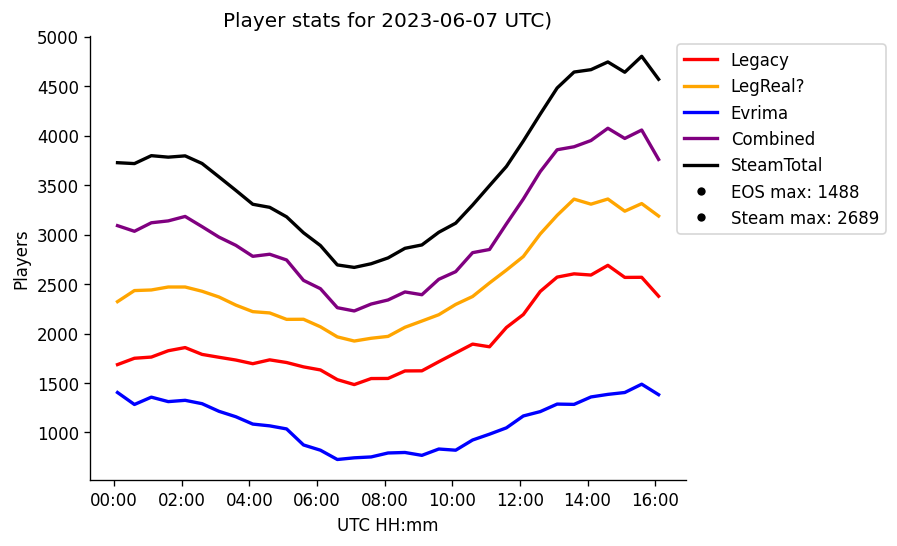 Player stats for 2023-06-07 UTC)
5000
4500
4000
3500
3000
2500
2000
1500
1000
Players
00:00 02:00 04:00 06:00 08:00 10:00 12:00 14:00 16:00
UTC HH:mm
Legacy
LegReal?
Evrima
Combined
SteamTotal
EOS max: 1488
Steam max: 2689